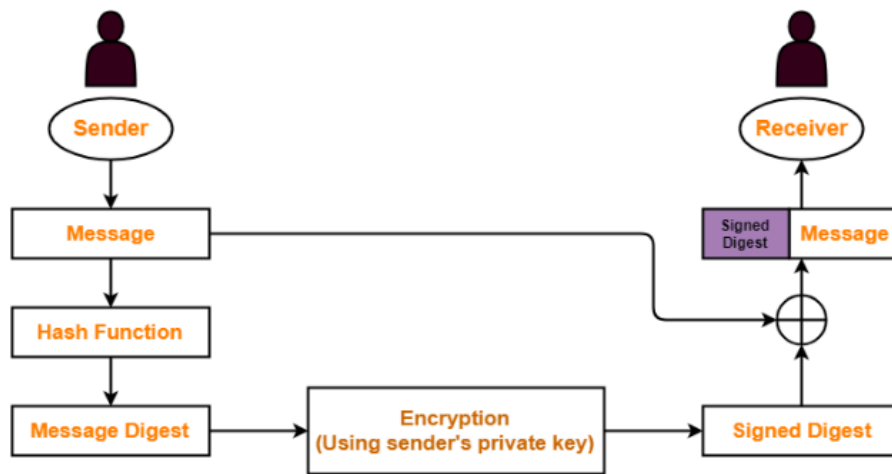 Sender
Receiver
Message
Signed
Digest
Message
Hash Function
Message Digest
Encryption
(Using sender's private key)
Signed Digest